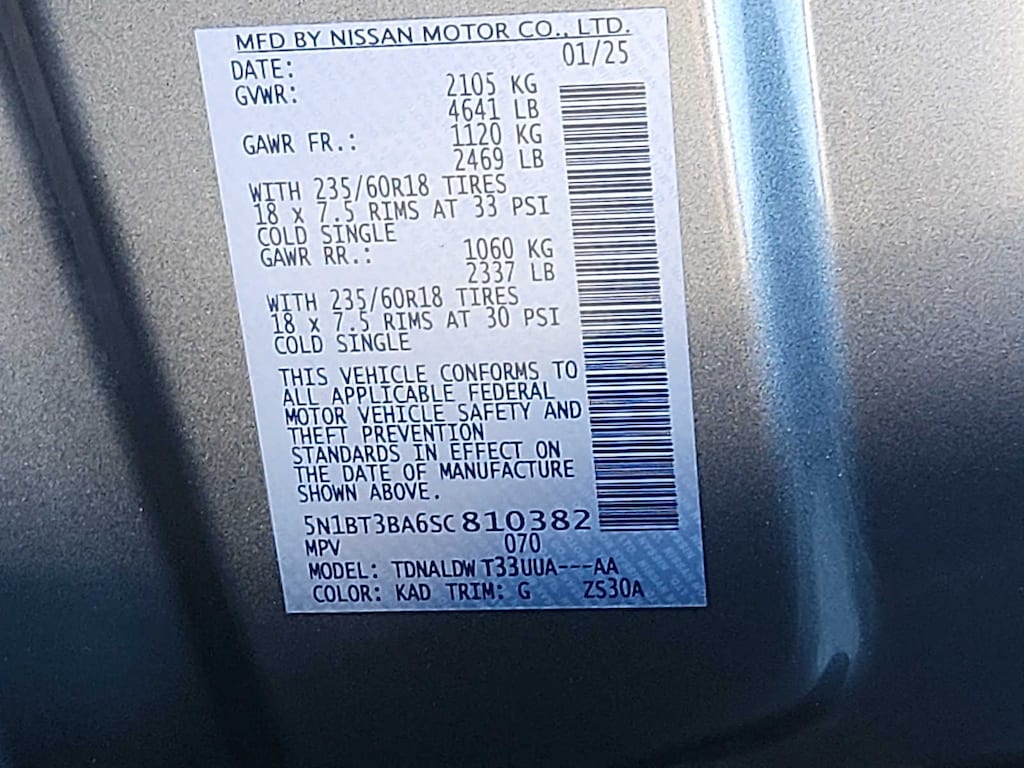 MFD BY NISSAN MOTOR CO., LTD.
DATE: 01/25
GVWR: 2105 KG
4641 LB
GAWR FR.: 1120 KG
2469 LB
WITH 235/60R18 TIRES
18 x 7.5 RIMS AT 33 PSI
COLD SINGLE
GAWR RR.: 1060 KG
2337 LB
WITH 235/60R18 TIRES
18 x 7.5 RIMS AT 30 PSI
COLD SINGLE
THIS VEHICLE CONFORMS TO
ALL APPLICABLE FEDERAL
MOTOR VEHICLE SAFETY AND
THEFT PREVENTION
STANDARDS IN EFFECT ON
THE DATE OF MANUFACTURE
SHOWN ABOVE.
5N1BT3BA6SC810382
MPV 070
MODEL: TDNALDWT33UUA---AA
COLOR: KAD TRIM: G ZS30A